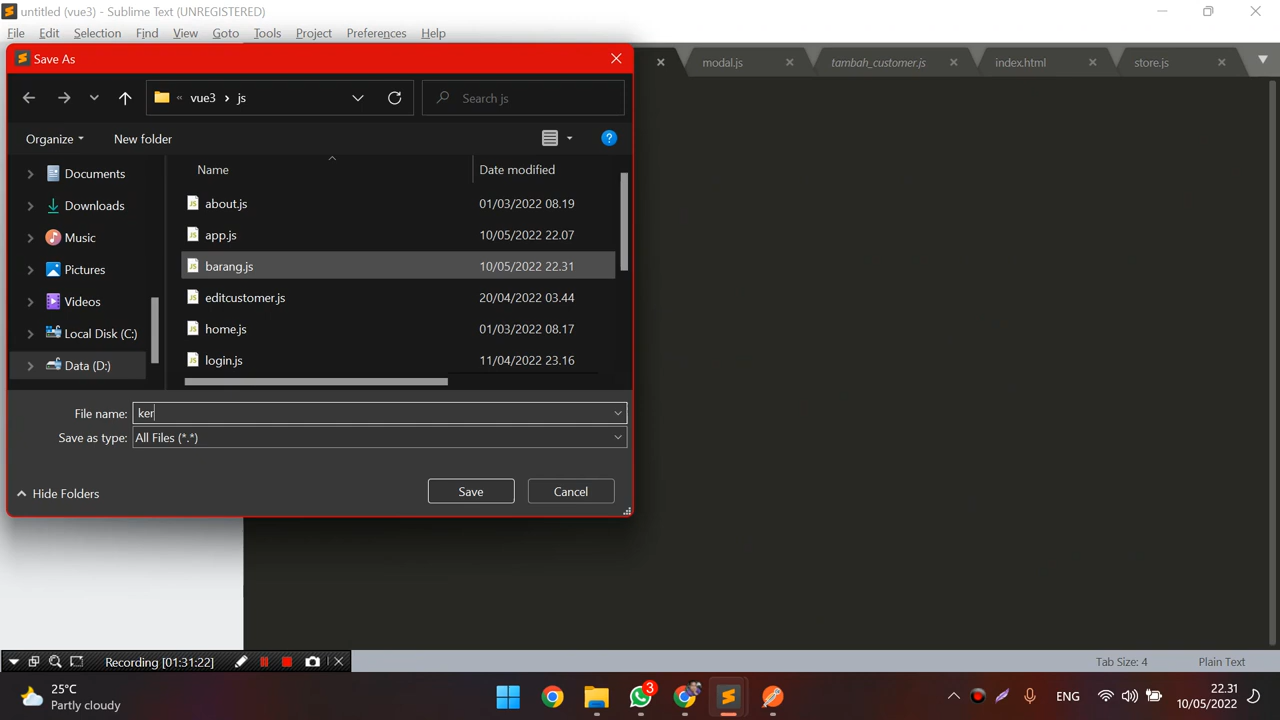 untitled (vue3) - Sublime Text (UNREGISTERED)
File Edit Selection Find View Goto Tools Project Preferences Help
modal.js tambah_customer.js index.html store.js
Save As
« vue3 › js
Search js
Organize New folder
Name Date modified
Documents
Downloads
Music
Pictures
Videos
Local Disk (C:)
Data (D:)
about.js 01/03/2022 08.19
app.js 10/05/2022 22.07
barang.js 10/05/2022 22.31
editcustomer.js 20/04/2022 03.44
home.js 01/03/2022 08.17
login.js 11/04/2022 23.16
File name: ker
Save as type: All Files (*.*)
Hide Folders Save Cancel
Recording [01:31:22]
Tab Size: 4 Plain Text
25°C
Partly cloudy
3
ENG
22.31
10/05/2022